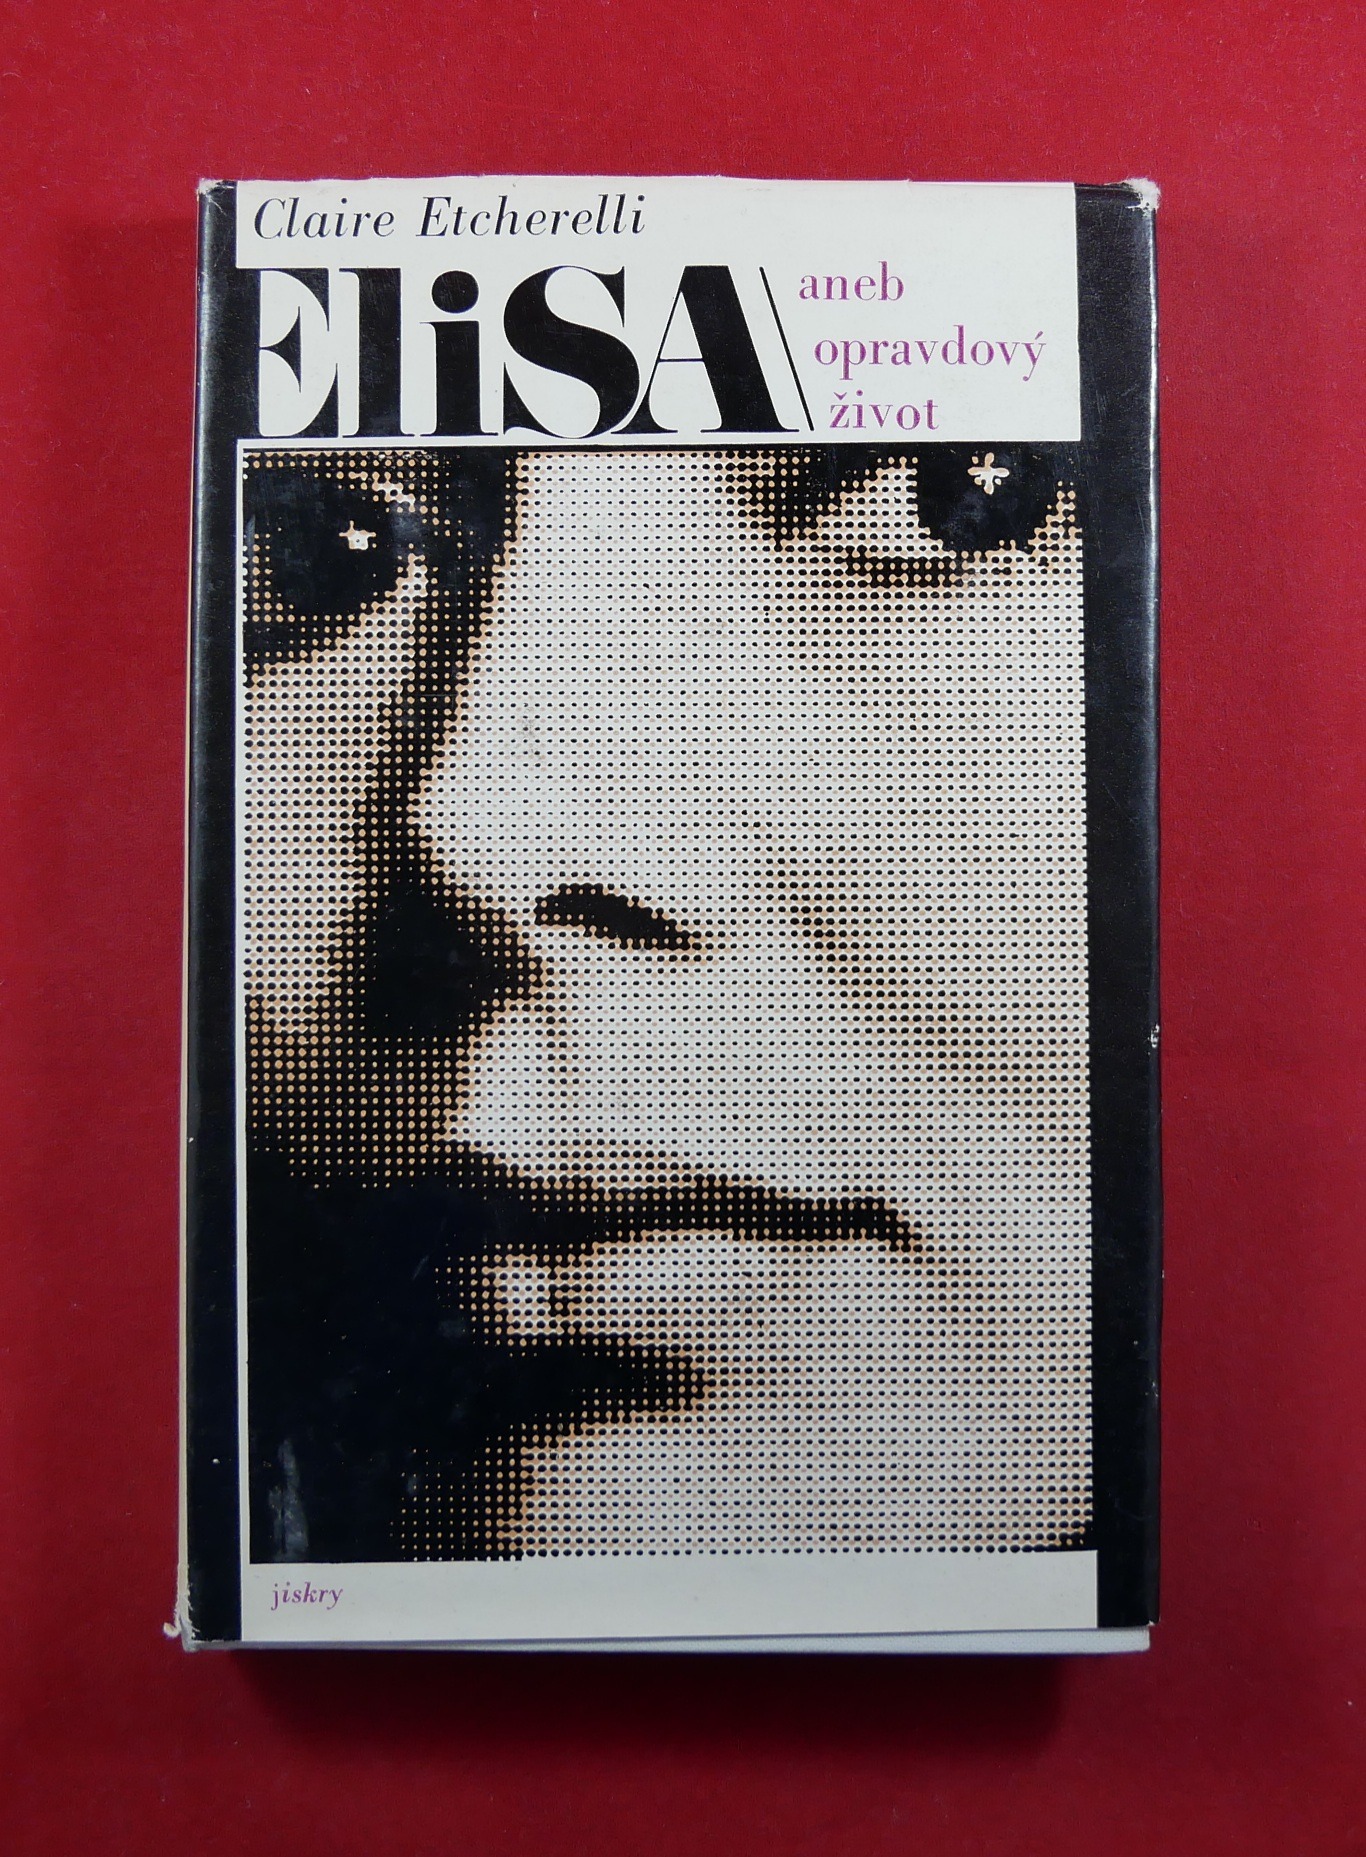 Claire Etcherelli
EliSA
aneb
opravdový
život
jiskry